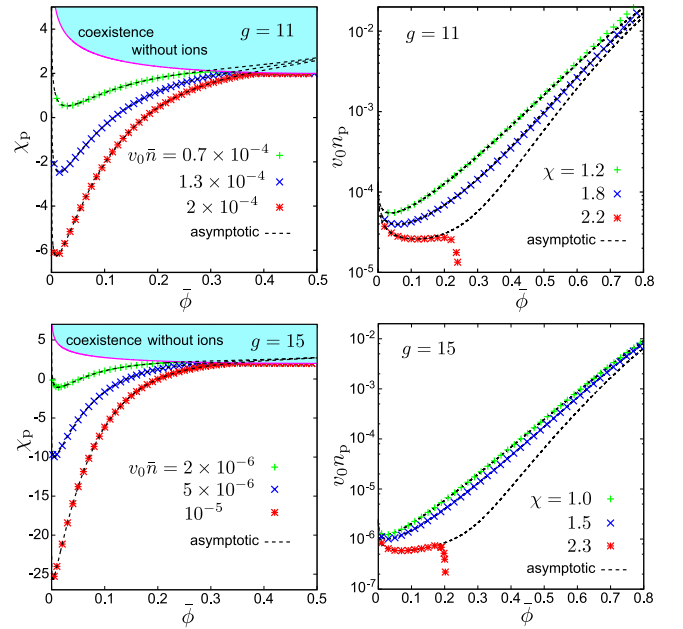 5
4
2
0
-2
-4
-6
χp
coexistence
without ions
g = 11
v₀n̄ = 0.7 × 10⁻⁴
1.3 × 10⁻⁴
2 × 10⁻⁴
asymptotic
0 0.1 0.2 0.3 0.4 0.5
ϕ̄
10⁻²
10⁻³
10⁻⁴
10⁻⁵
v₀nₚ
g = 11
χ = 1.2
1.8
2.2
asymptotic
0 0.1 0.2 0.3 0.4 0.5 0.6 0.7 0.8
ϕ̄
5
0
-5
-10
-15
-20
-25
χp
coexistence without ions
g = 15
v₀n̄ = 2 × 10⁻⁶
5 × 10⁻⁶
10⁻⁵
asymptotic
0 0.1 0.2 0.3 0.4 0.5
ϕ̄
10⁻²
10⁻³
10⁻⁴
10⁻⁵
10⁻⁶
10⁻⁷
v₀nₚ
g = 15
χ = 1.0
1.5
2.3
asymptotic
0 0.1 0.2 0.3 0.4 0.5 0.6 0.7 0.8
ϕ̄